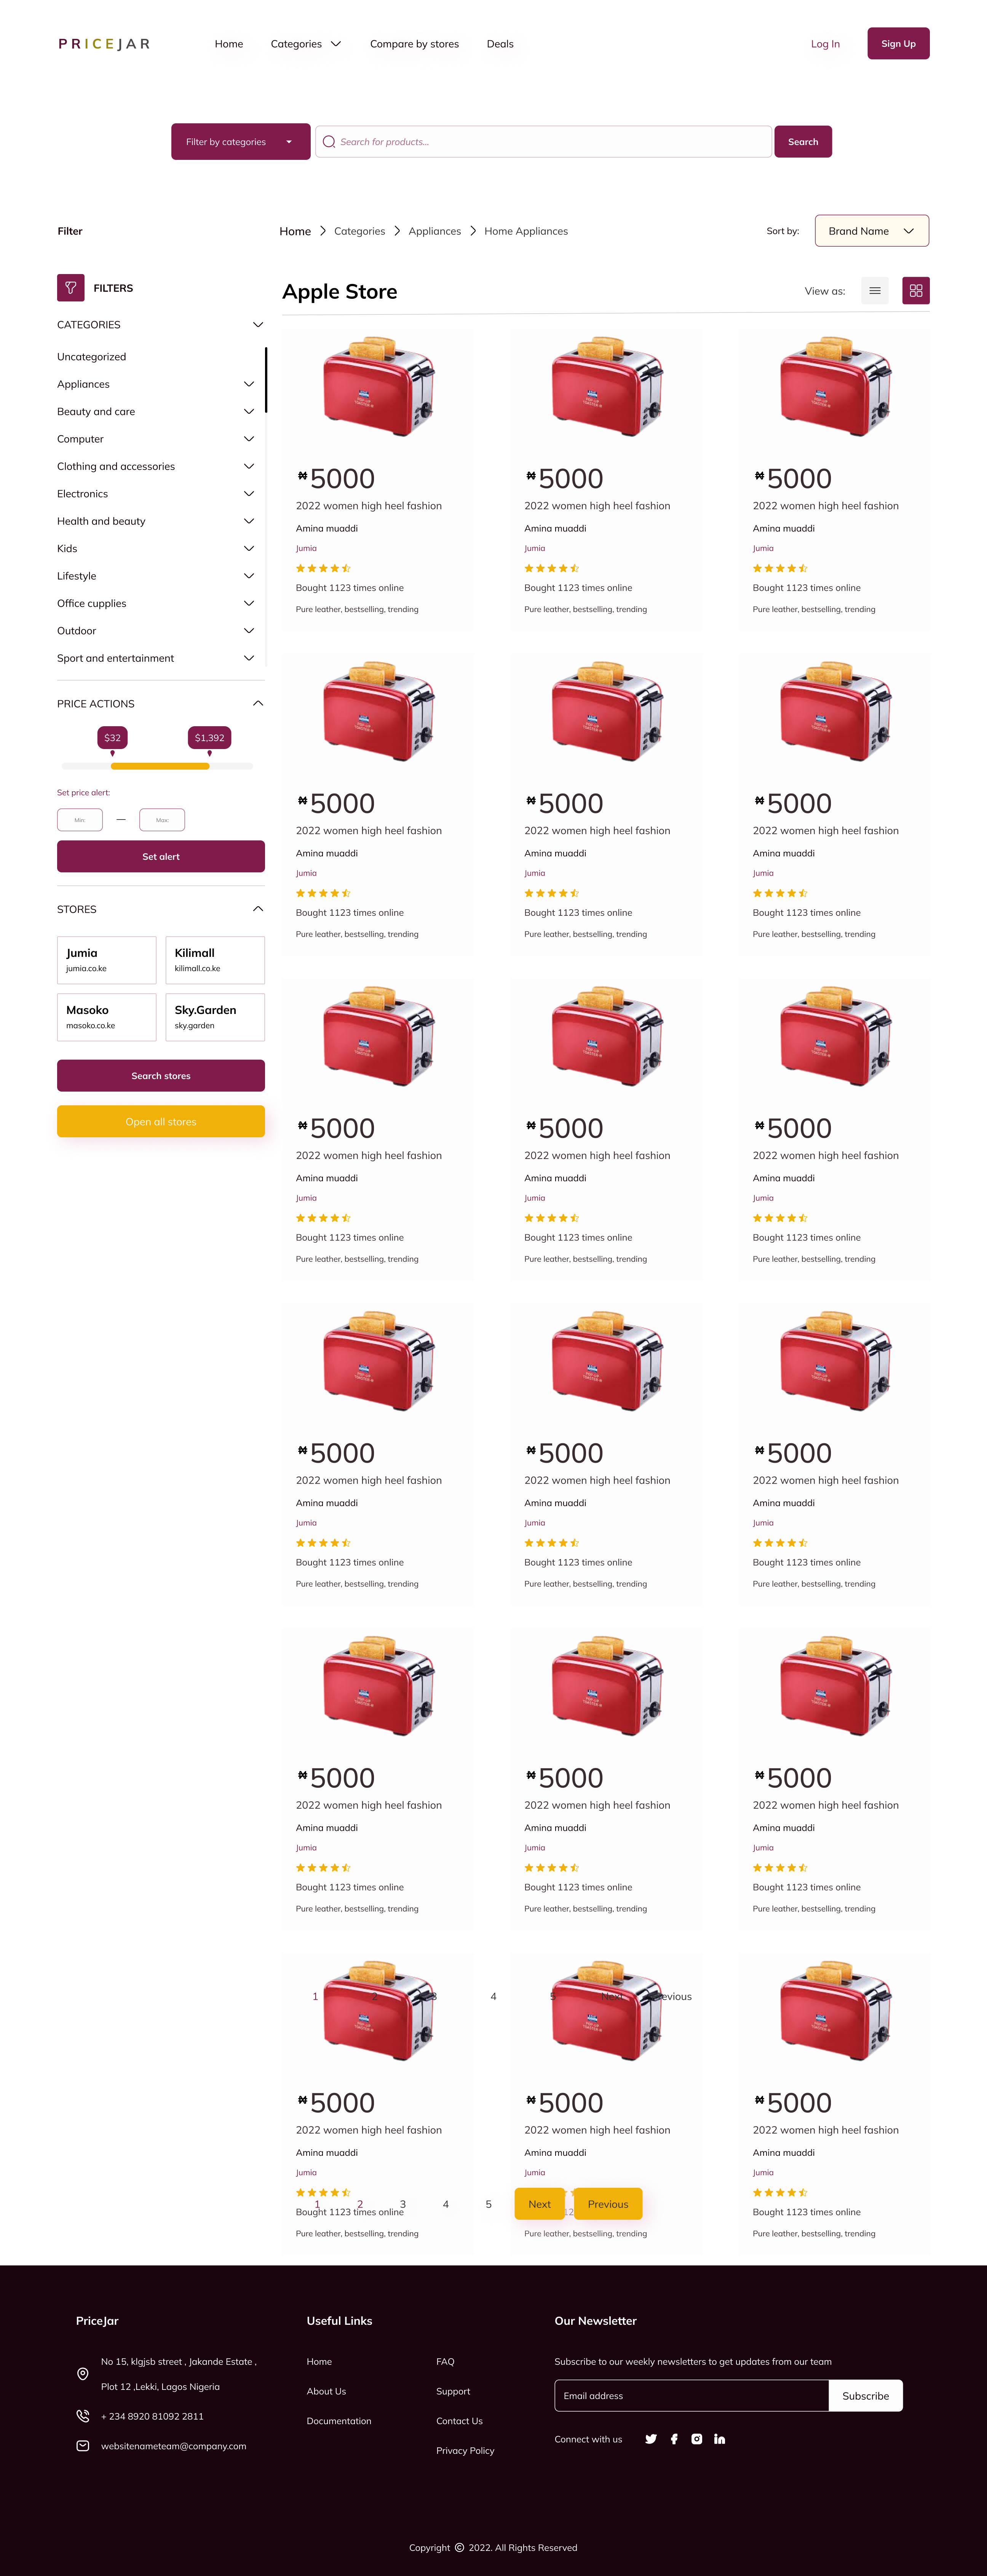 PRICEJAR
Home Categories Compare by stores Deals Log In Sign Up
Filter by categories Search for products... Search
Filter Home Categories Appliances Home Appliances Sort by: Brand Name
FILTERS
Apple Store View as:
CATEGORIES
Uncategorized
Appliances
Beauty and care
Computer
Clothing and accessories
Electronics
Health and beauty
Kids
Lifestyle
Office cupplies
Outdoor
Sport and entertainment
PRICE ACTIONS
$32 $1,392
Set price alert:
Min: Max:
Set alert
STORES
Jumia Kilimall
jumia.co.ke kilimall.co.ke
Masoko Sky.Garden
masoko.co.ke sky.garden
Search stores
Open all stores
₦5000 ₦5000 ₦5000
2022 women high heel fashion 2022 women high heel fashion 2022 women high heel fashion
Amina muaddi Amina muaddi Amina muaddi
Jumia Jumia Jumia
Bought 1123 times online Bought 1123 times online Bought 1123 times online
Pure leather, bestselling, trending Pure leather, bestselling, trending Pure leather, bestselling, trending
₦5000 ₦5000 ₦5000
2022 women high heel fashion 2022 women high heel fashion 2022 women high heel fashion
Amina muaddi Amina muaddi Amina muaddi
Jumia Jumia Jumia
Bought 1123 times online Bought 1123 times online Bought 1123 times online
Pure leather, bestselling, trending Pure leather, bestselling, trending Pure leather, bestselling, trending
₦5000 ₦5000 ₦5000
2022 women high heel fashion 2022 women high heel fashion 2022 women high heel fashion
Amina muaddi Amina muaddi Amina muaddi
Jumia Jumia Jumia
Bought 1123 times online Bought 1123 times online Bought 1123 times online
Pure leather, bestselling, trending Pure leather, bestselling, trending Pure leather, bestselling, trending
₦5000 ₦5000 ₦5000
2022 women high heel fashion 2022 women high heel fashion 2022 women high heel fashion
Amina muaddi Amina muaddi Amina muaddi
Jumia Jumia Jumia
Bought 1123 times online Bought 1123 times online Bought 1123 times online
Pure leather, bestselling, trending Pure leather, bestselling, trending Pure leather, bestselling, trending
₦5000 ₦5000 ₦5000
2022 women high heel fashion 2022 women high heel fashion 2022 women high heel fashion
Amina muaddi Amina muaddi Amina muaddi
Jumia Jumia Jumia
Bought 1123 times online Bought 1123 times online Bought 1123 times online
Pure leather, bestselling, trending Pure leather, bestselling, trending Pure leather, bestselling, trending
1 2 3 4 5 Next
₦5000 ₦5000 ₦5000
2022 women high heel fashion 2022 women high heel fashion 2022 women high heel fashion
Amina muaddi Amina muaddi Amina muaddi
Jumia Jumia Jumia
1 2 3 4 5 Next Previous
Bought 1123 times online Bought 1123 times online
Pure leather, bestselling, trending Pure leather, bestselling, trending Pure leather, bestselling, trending
PriceJar
No 15, klgjsb street , Jakande Estate ,
Plot 12 ,Lekki, Lagos Nigeria
+ 234 8920 81092 2811
websitenameteam@company.com
Useful Links
Home FAQ
About Us Support
Documentation Contact Us
Privacy Policy
Our Newsletter
Subscribe to our weekly newsletters to get updates from our team
Email address Subscribe
Connect with us
Copyright © 2022. All Rights Reserved